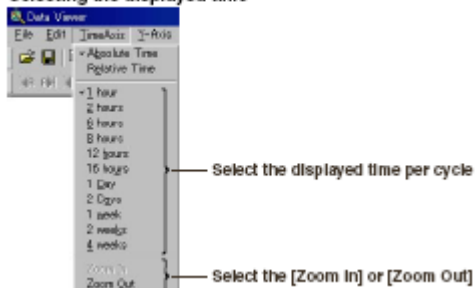 Selecting the displayed time
Data Viewer
File Edit TimeAxis Y-Axis
Absolute Time
Relative Time
1 hour
2 hours
6 hours
8 hours
12 hours
16 hours
1 Day
2 Days
1 week
2 weeks
4 weeks
Select the displayed time per cycle
Zoom In
Zoom Out
Select the [Zoom In] or [Zoom Out]